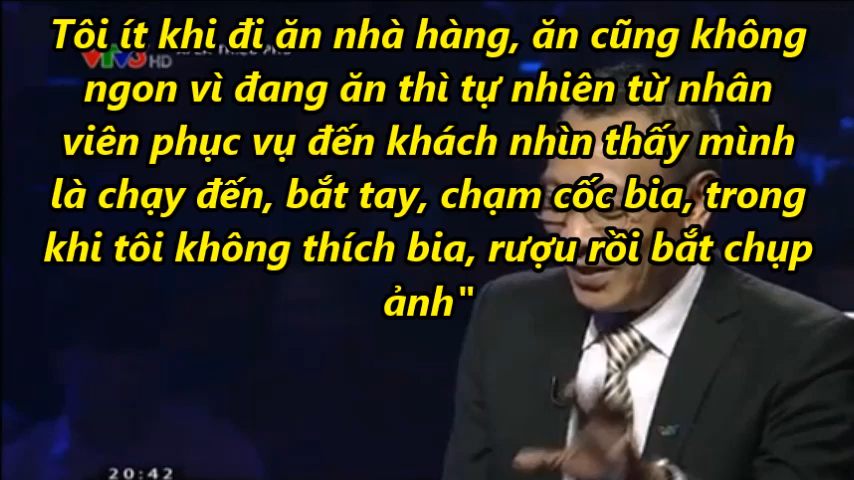 Tôi ít khi đi ăn nhà hàng, ăn cũng không
VTV3 HD
ngon vì đang ăn thì tự nhiên từ nhân
viên phục vụ đến khách nhìn thấy mình
là chạy đến, bắt tay, chạm cốc bia, trong
khi tôi không thích bia, rượu rồi bắt chụp
ảnh"
20:42